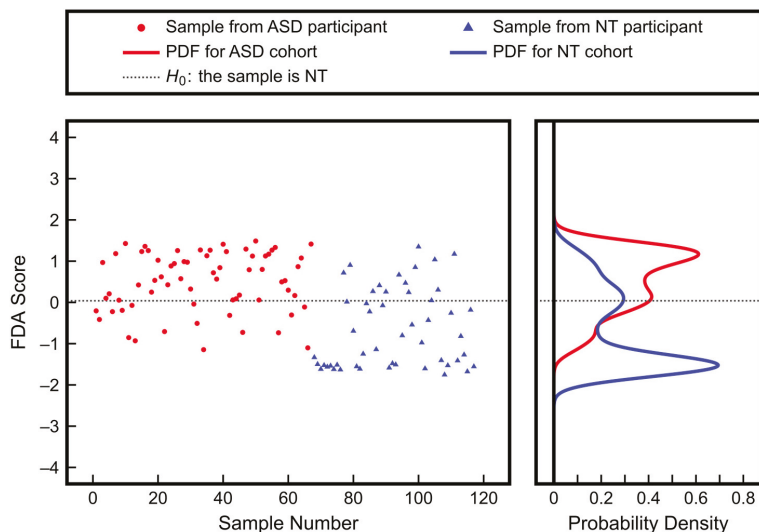 Sample from ASD participant
Sample from NT participant
PDF for ASD cohort
PDF for NT cohort
H₀: the sample is NT
FDA Score
4
3
2
1
0
–1
–2
–3
–4
0
20
40
60
80
100
120
Sample Number
0
0.2
0.4
0.6
0.8
Probability Density